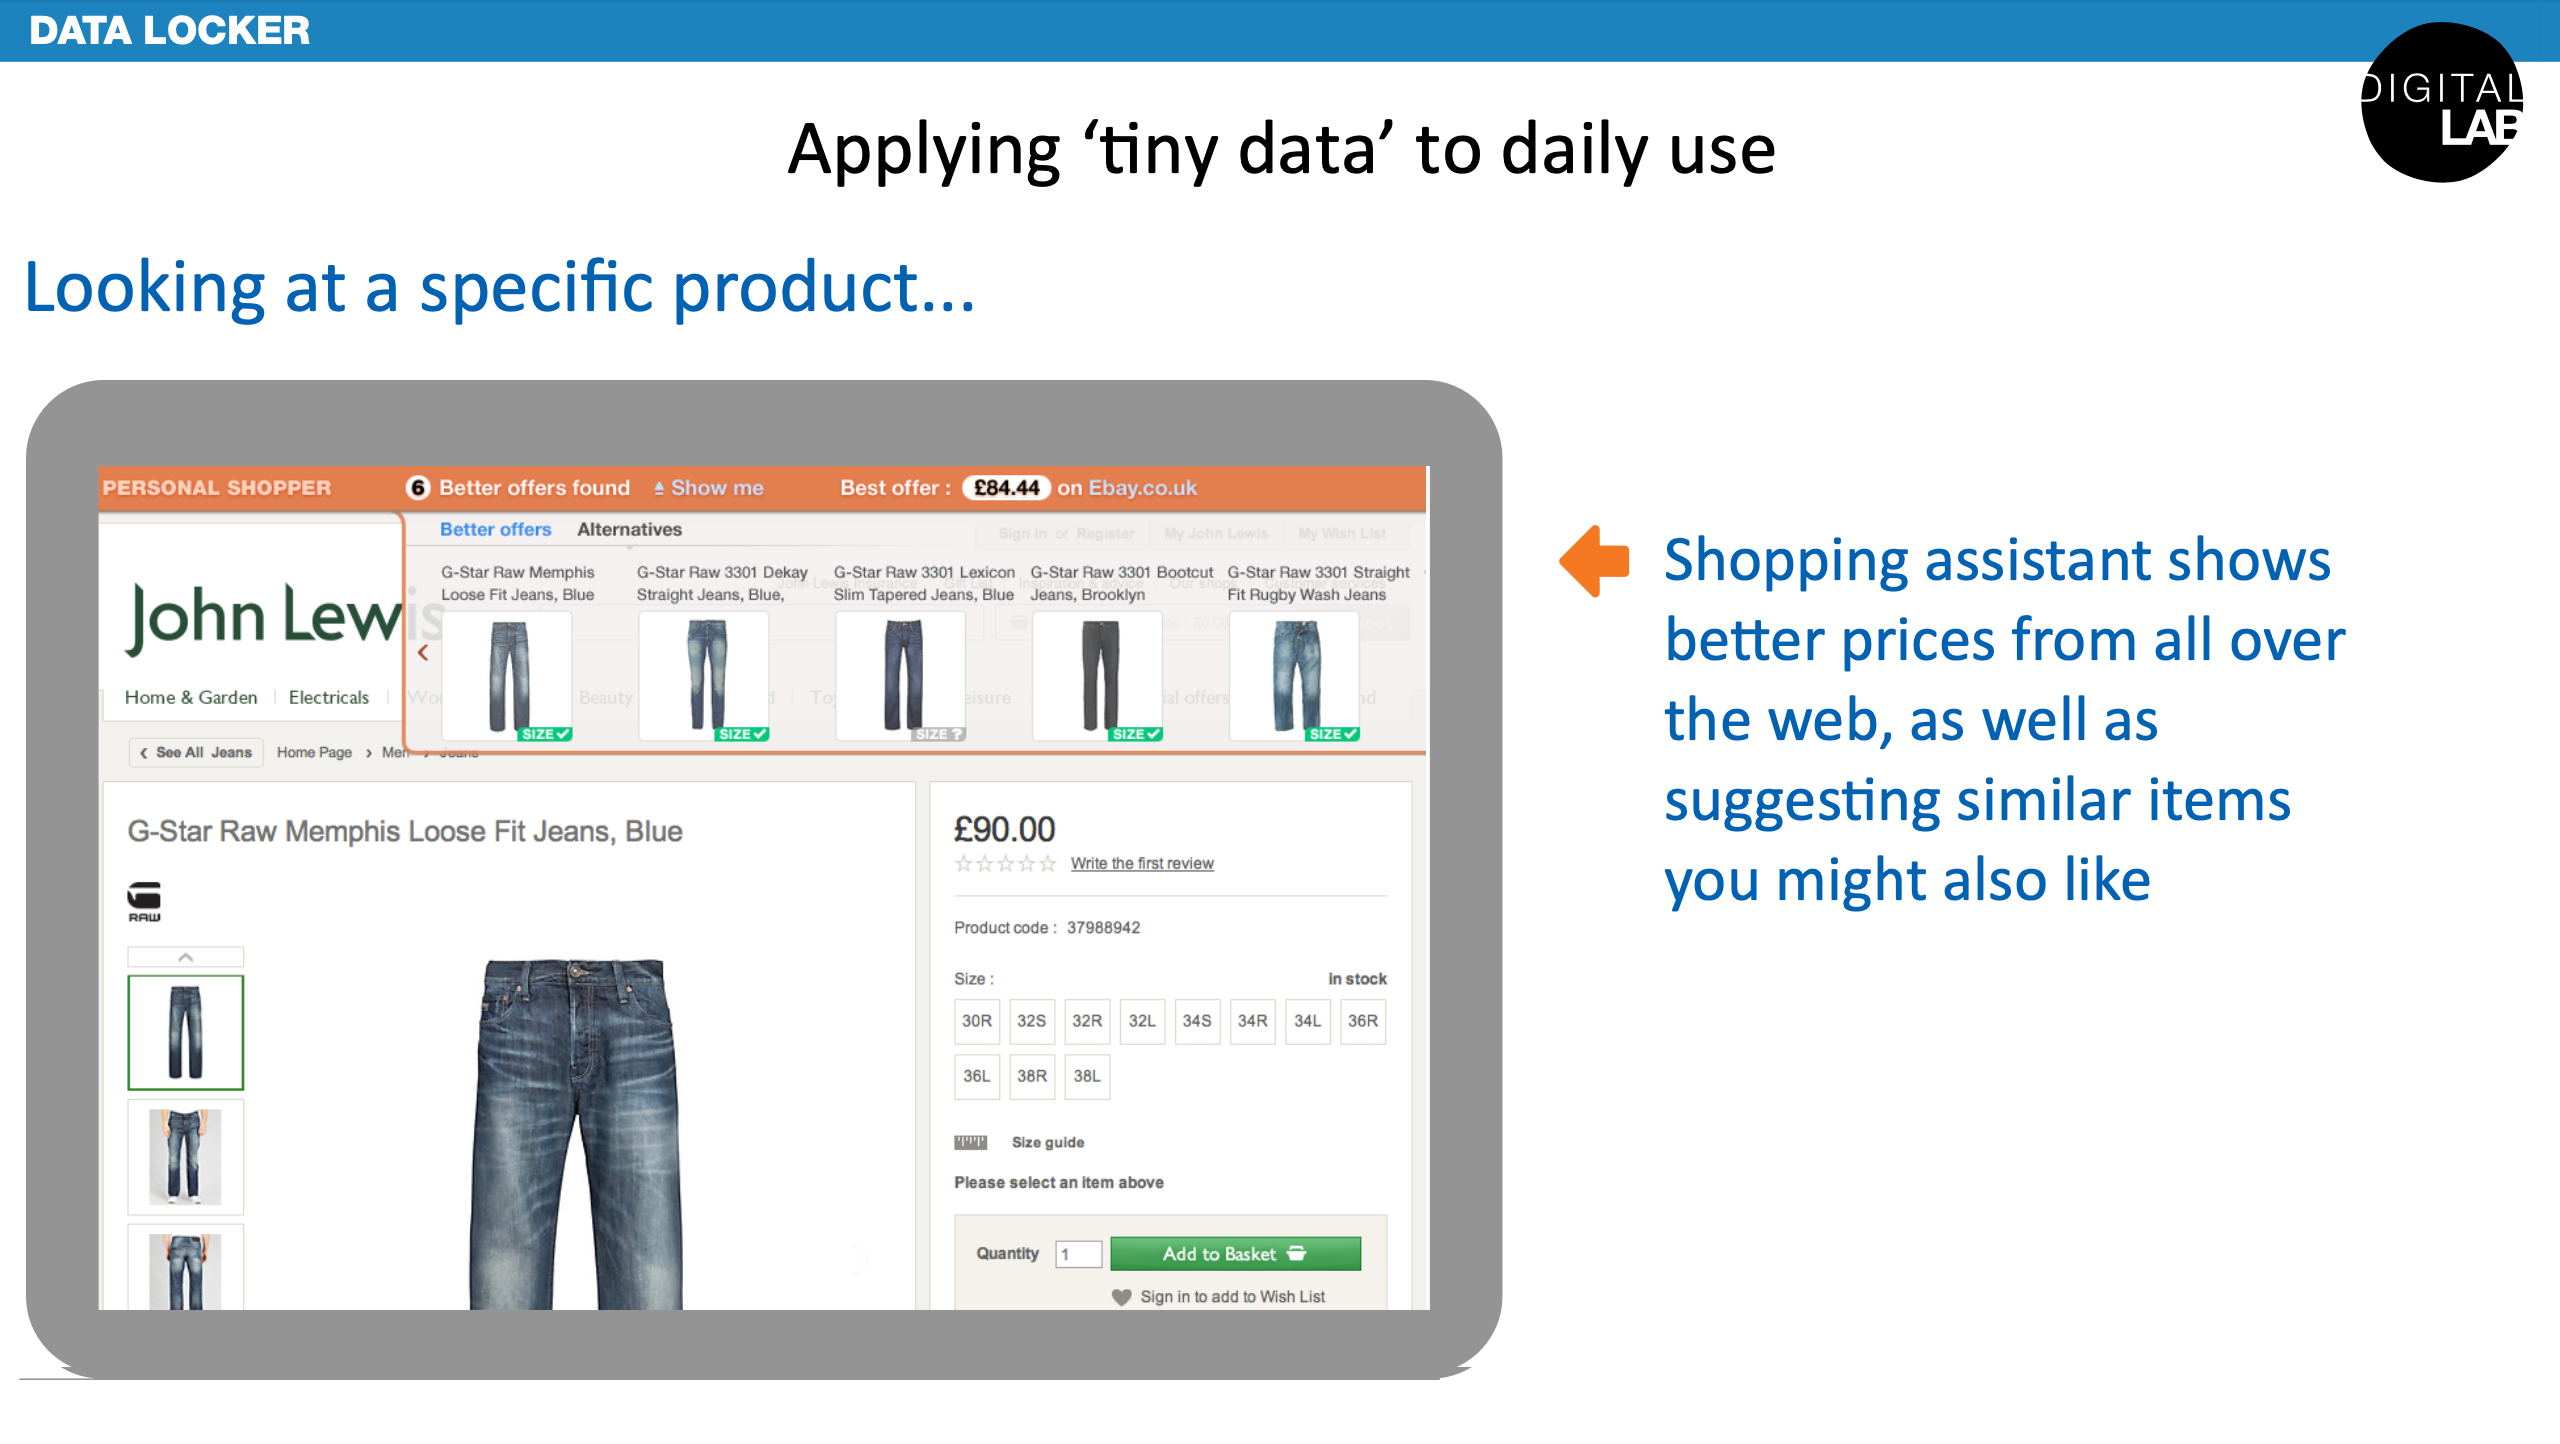 DATA LOCKER
DIGITAL
LAB
Applying ‘tiny data’ to daily use
Looking at a specific product...
PERSONAL SHOPPER
6 Better offers found Show me
Best offer : £84.44 on Ebay.co.uk
Better offers Alternatives
Sign In or Register My John Lewis My Wish List
G-Star Raw Memphis
Loose Fit Jeans, Blue
G-Star Raw 3301 Dekay
Straight Jeans, Blue,
G-Star Raw 3301 Lexicon
Slim Tapered Jeans, Blue
G-Star Raw 3301 Bootcut
Jeans, Brooklyn
G-Star Raw 3301 Straight
Fit Rugby Wash Jeans
SIZE
SIZE
SIZE ?
SIZE
SIZE
John Lewis
Home & Garden Electricals Beauty
See All Jeans Home Page Men Jeans
G-Star Raw Memphis Loose Fit Jeans, Blue
RAW
£90.00
Write the first review
Product code : 37988942
Size : in stock
30R 32S 32R 32L 34S 34R 34L 36R
36L 38R 38L
Size guide
Please select an item above
Quantity 1 Add to Basket
Sign in to add to Wish List
Shopping assistant shows
better prices from all over
the web, as well as
suggesting similar items
you might also like